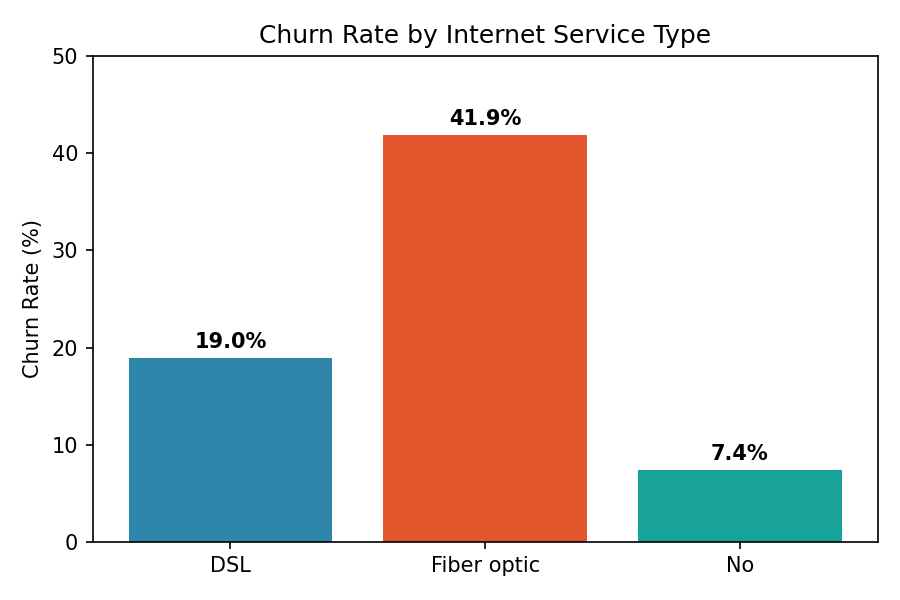 Churn Rate by Internet Service Type
Churn Rate (%)
50
40
30
20
10
0
19.0%
41.9%
7.4%
DSL
Fiber optic
No